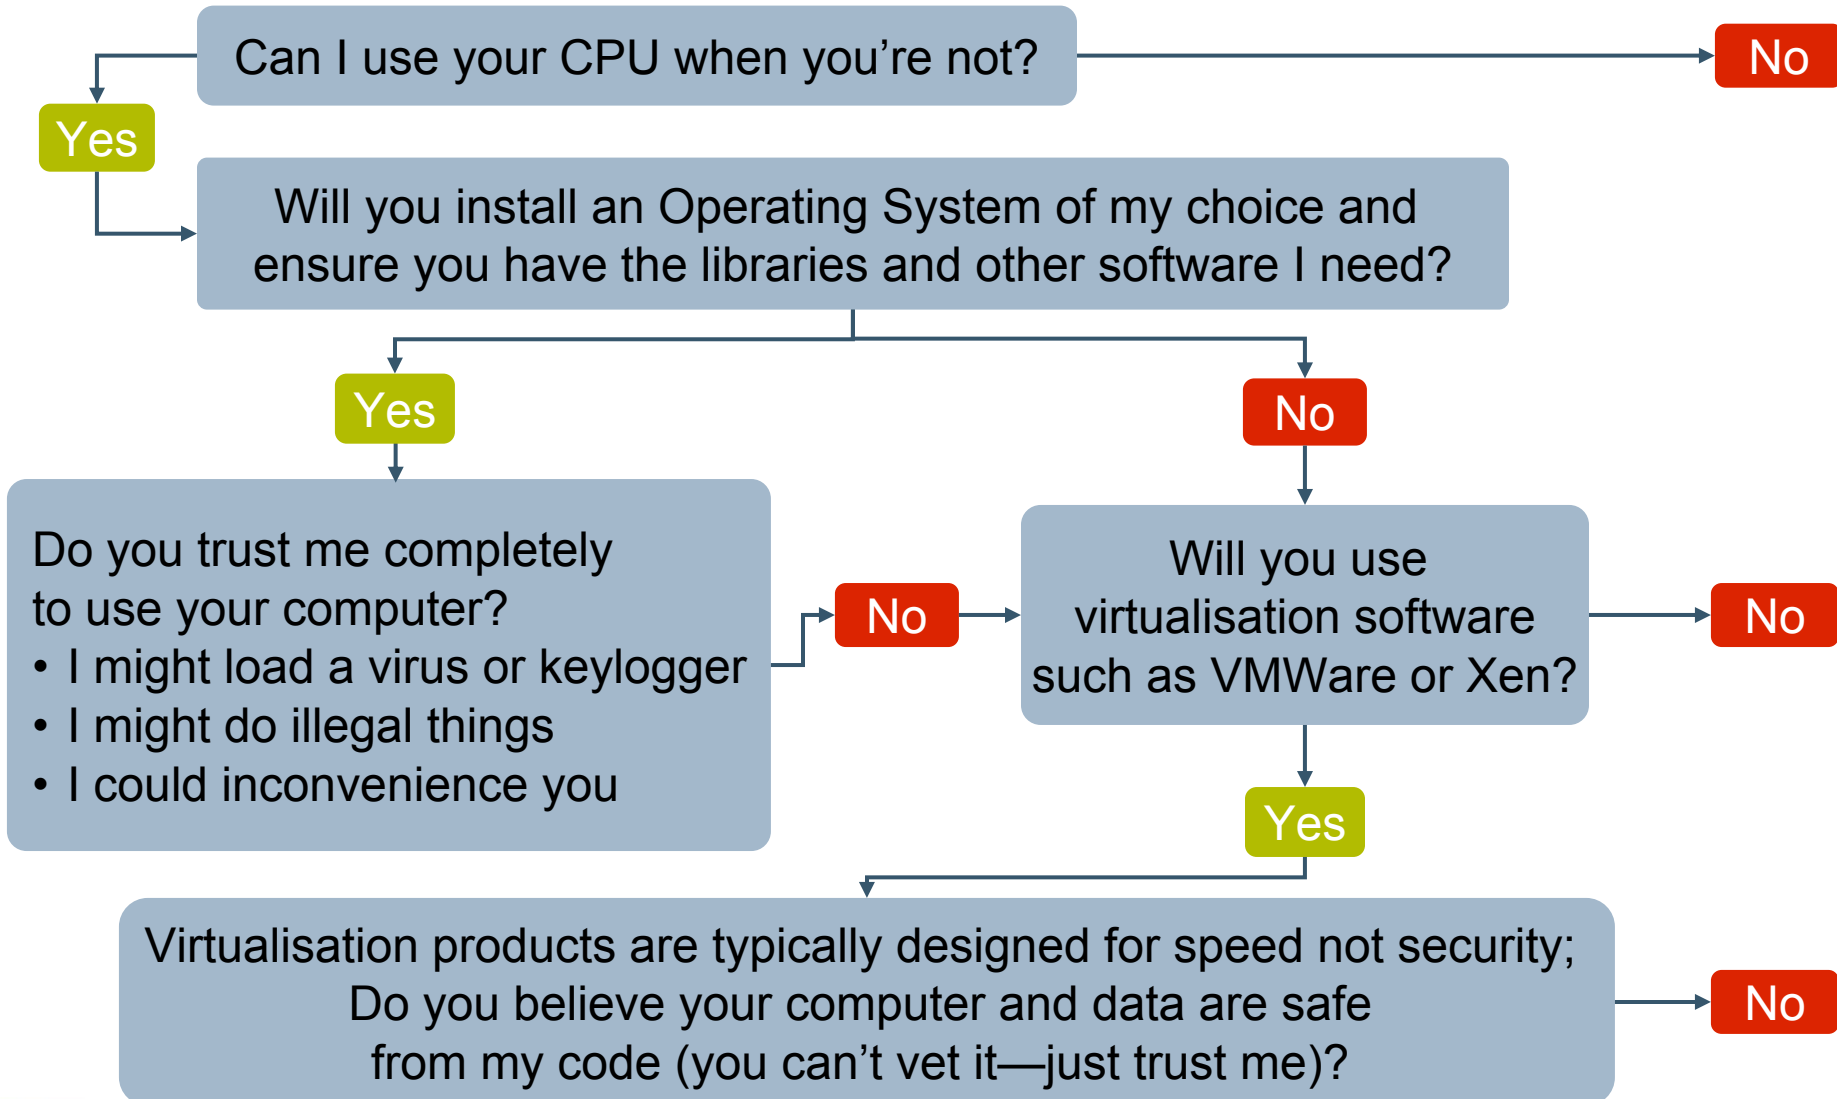 Can I use your CPU when you’re not?
No
Yes
Will you install an Operating System of my choice and
ensure you have the libraries and other software I need?
Yes
No
Do you trust me completely
to use your computer?
• I might load a virus or keylogger
• I might do illegal things
• I could inconvenience you
No
Will you use
virtualisation software
such as VMWare or Xen?
No
Yes
Virtualisation products are typically designed for speed not security;
Do you believe your computer and data are safe
from my code (you can’t vet it—just trust me)?
No